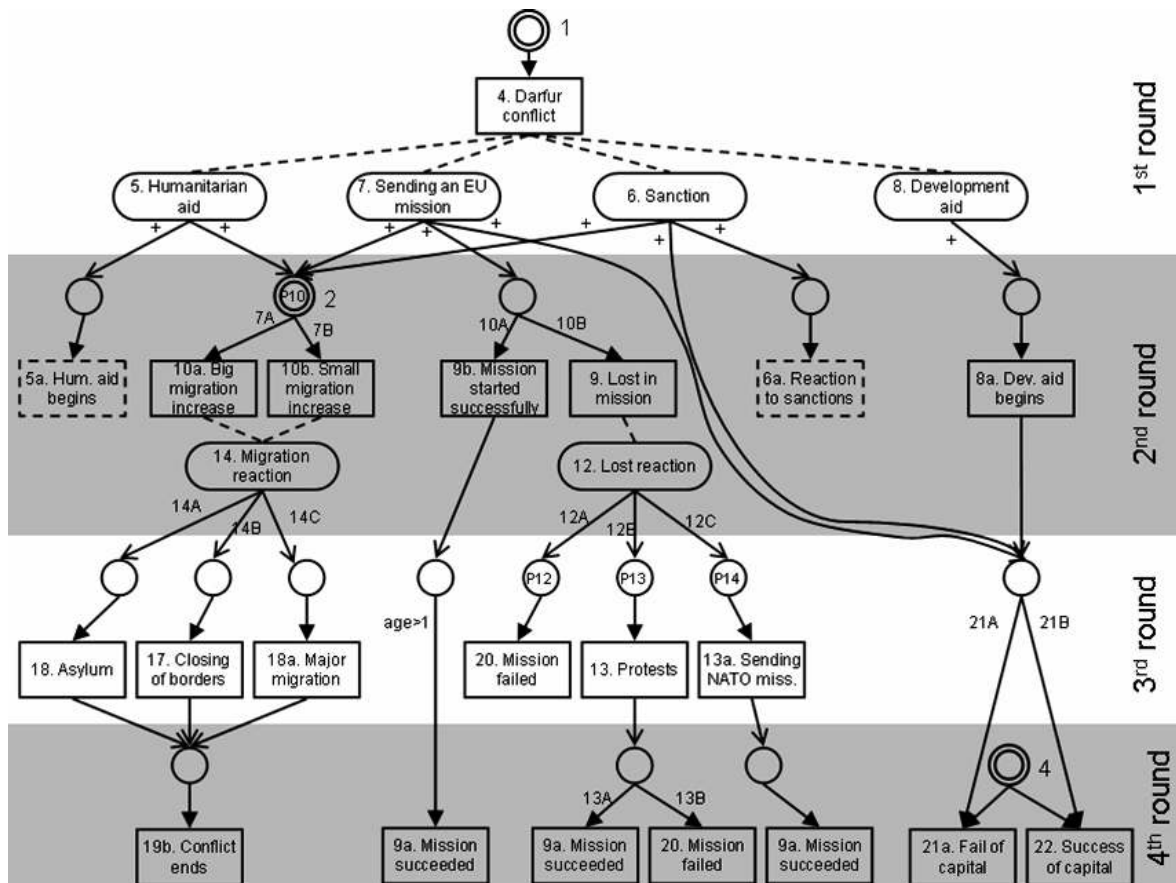 1
4. Darfur
conflict
1st round
5. Humanitarian
aid
7. Sending an EU
mission
6. Sanction
8. Development
aid
+ + + + + + + + +
P10
2
7A
7B
10A
10B
5a. Hum. aid
begins
10a. Big
migration
increase
10b. Small
migration
increase
9b. Mission
started
successfully
9. Lost in
mission
6a. Reaction
to sanctions
8a. Dev. aid
begins
2nd round
14. Migration
reaction
12. Lost reaction
14A
14B
14C
12A
12B
12C
P12
P13
P14
age>1
21A
21B
18. Asylum
17. Closing
of borders
18a. Major
migration
20. Mission
failed
13. Protests
13a. Sending
NATO miss.
3rd round
4
13A
13B
19b. Conflict
ends
9a. Mission
succeeded
9a. Mission
succeeded
20. Mission
failed
9a. Mission
succeeded
21a. Fail of
capital
22. Success
of capital
4th round